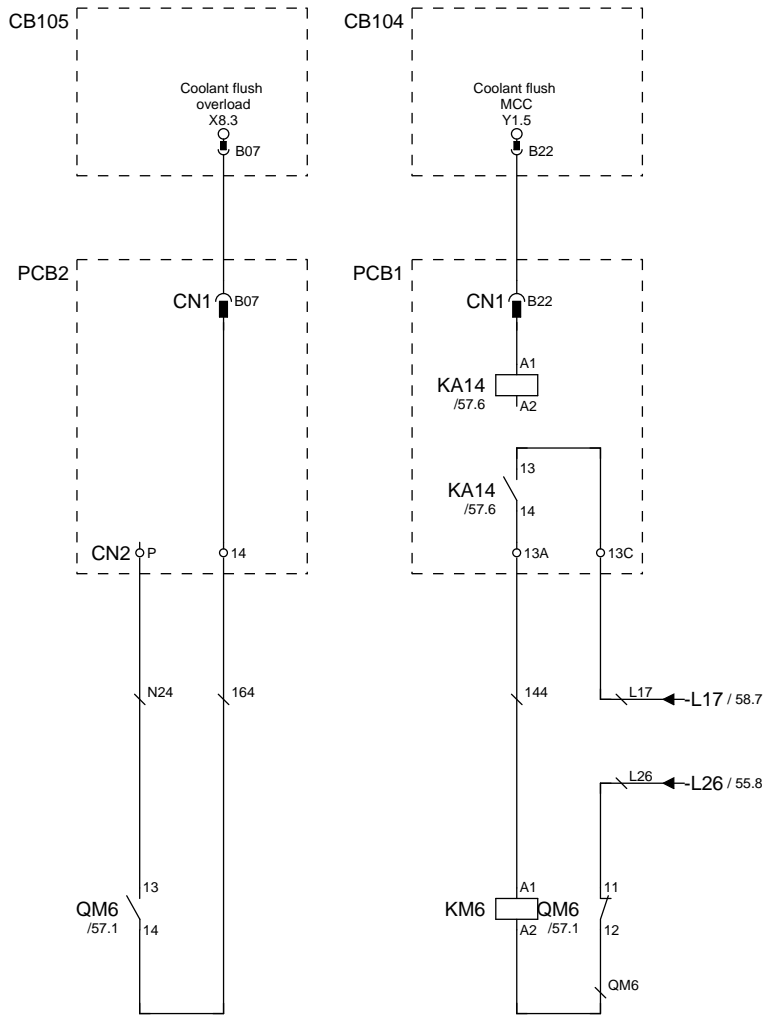 CB105
CB104
Coolant flush
overload
X8.3
B07
Coolant flush
MCC
Y1.5
B22
PCB2
PCB1
CN1
B07
CN1
B22
A1
KA14
/57.6
A2
13
KA14
/57.6
14
CN2
P
14
13A
13C
N24
164
144
L17
-L17 / 58.7
L26
-L26 / 55.8
13
QM6
/57.1
14
A1
KM6
A2
11
QM6
/57.1
12
QM6